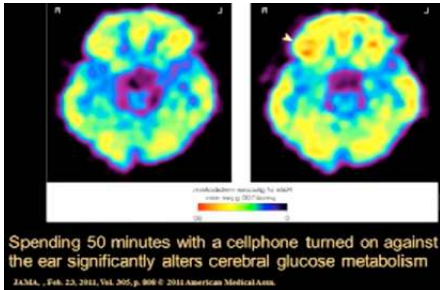 Spending 50 minutes with a cellphone turned on against
the ear significantly alters cerebral glucose metabolism
JAMA, , Feb. 23, 2011, Vol. 305, p. 808 © 2011 American Medical Assn.